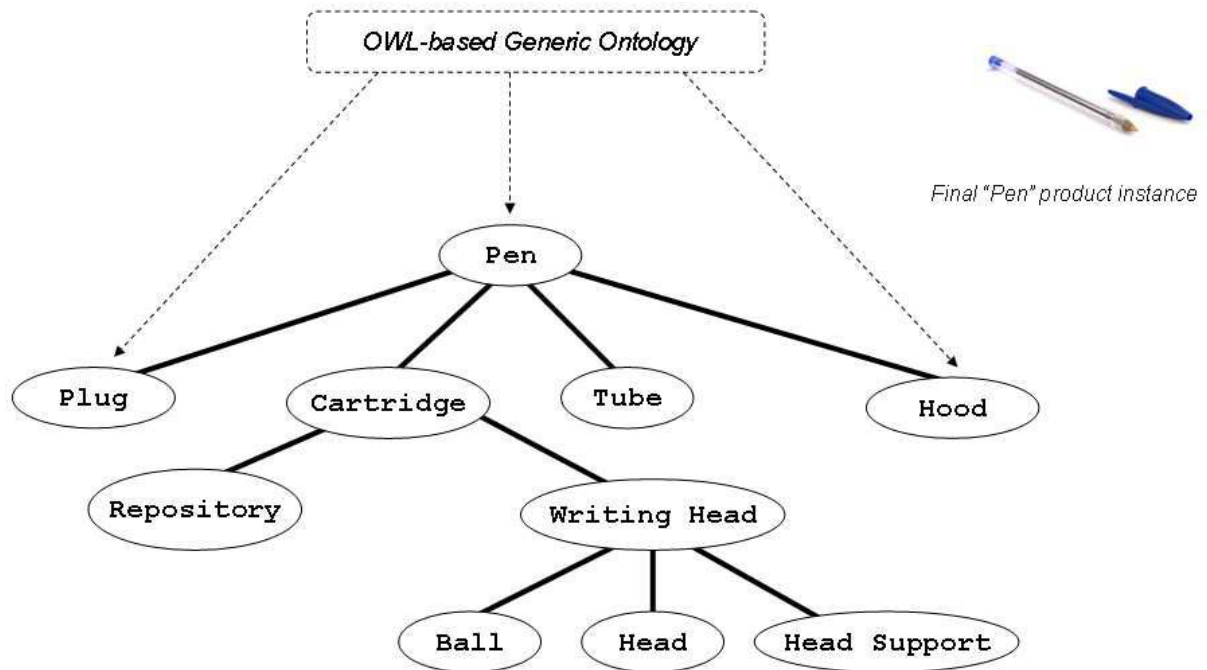 OWL-based Generic Ontology
Final "Pen" product instance
Pen
Plug
Cartridge
Tube
Hood
Repository
Writing Head
Ball
Head
Head Support